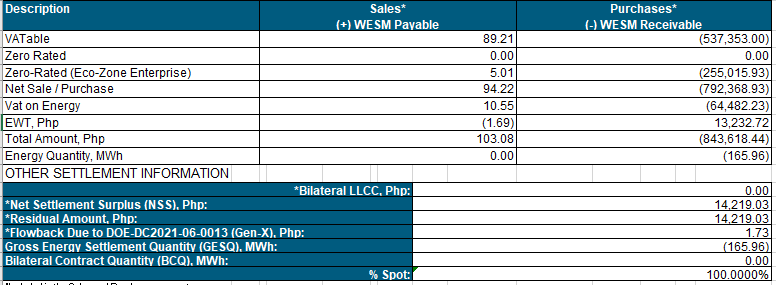 Description Sales* Purchases*
(+) WESM Payable (-) WESM Receivable
VATable 89.21 (537,353.00)
Zero Rated 0.00 0.00
Zero-Rated (Eco-Zone Enterprise) 5.01 (255,015.93)
Net Sale / Purchase 94.22 (792,368.93)
Vat on Energy 10.55 (64,482.23)
EWT, Php (1.69) 13,232.72
Total Amount, Php 103.08 (843,618.44)
Energy Quantity, MWh 0.00 (165.96)
OTHER SETTLEMENT INFORMATION
*Bilateral LLCC, Php: 0.00
*Net Settlement Surplus (NSS), Php: 14,219.03
*Residual Amount, Php: 14,219.03
*Flowback Due to DOE-DC2021-06-0013 (Gen-X), Php: 1.73
Gross Energy Settlement Quantity (GESQ), MWh: (165.96)
Bilateral Contract Quantity (BCQ), MWh: 0.00
% Spot: 100.0000%